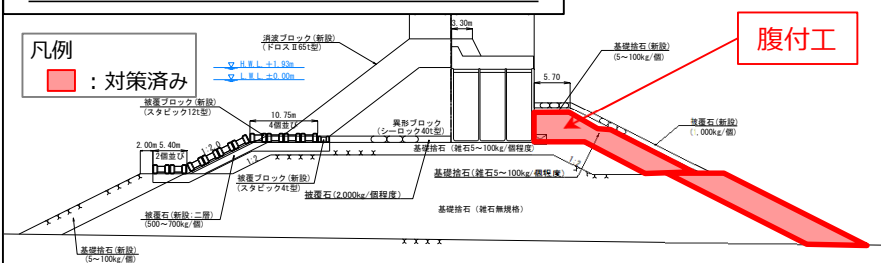 3.30m
消波ブロック(新設)
(ドロスⅡ65t型)
基礎捨石(新設)
(5~100kg/個)
腹付工
凡例
:対策済み
H.W.L.+1.93m
L.W.L.±0.00m
5.70
被覆ブロック(新設)
(スタビック12t型)
10.75m
4個並び
異形ブロック
(シーロック40t型)
被覆石(新設)
,000kg/個)
2.00m
5.40m
2個並び
1:2.0
1:2
基礎捨石(雑石5~100kg/個程度)
基礎捨石(雑石5~100kg/個程度)
1:2
被覆ブロック(新設)
(スタビック4t型)
被覆石(2,000kg/個程度)
被覆石(新設:二層)
(500~700kg/個)
基礎捨石(雑石無規格)
基礎捨石(新設)
(5~100kg/個)